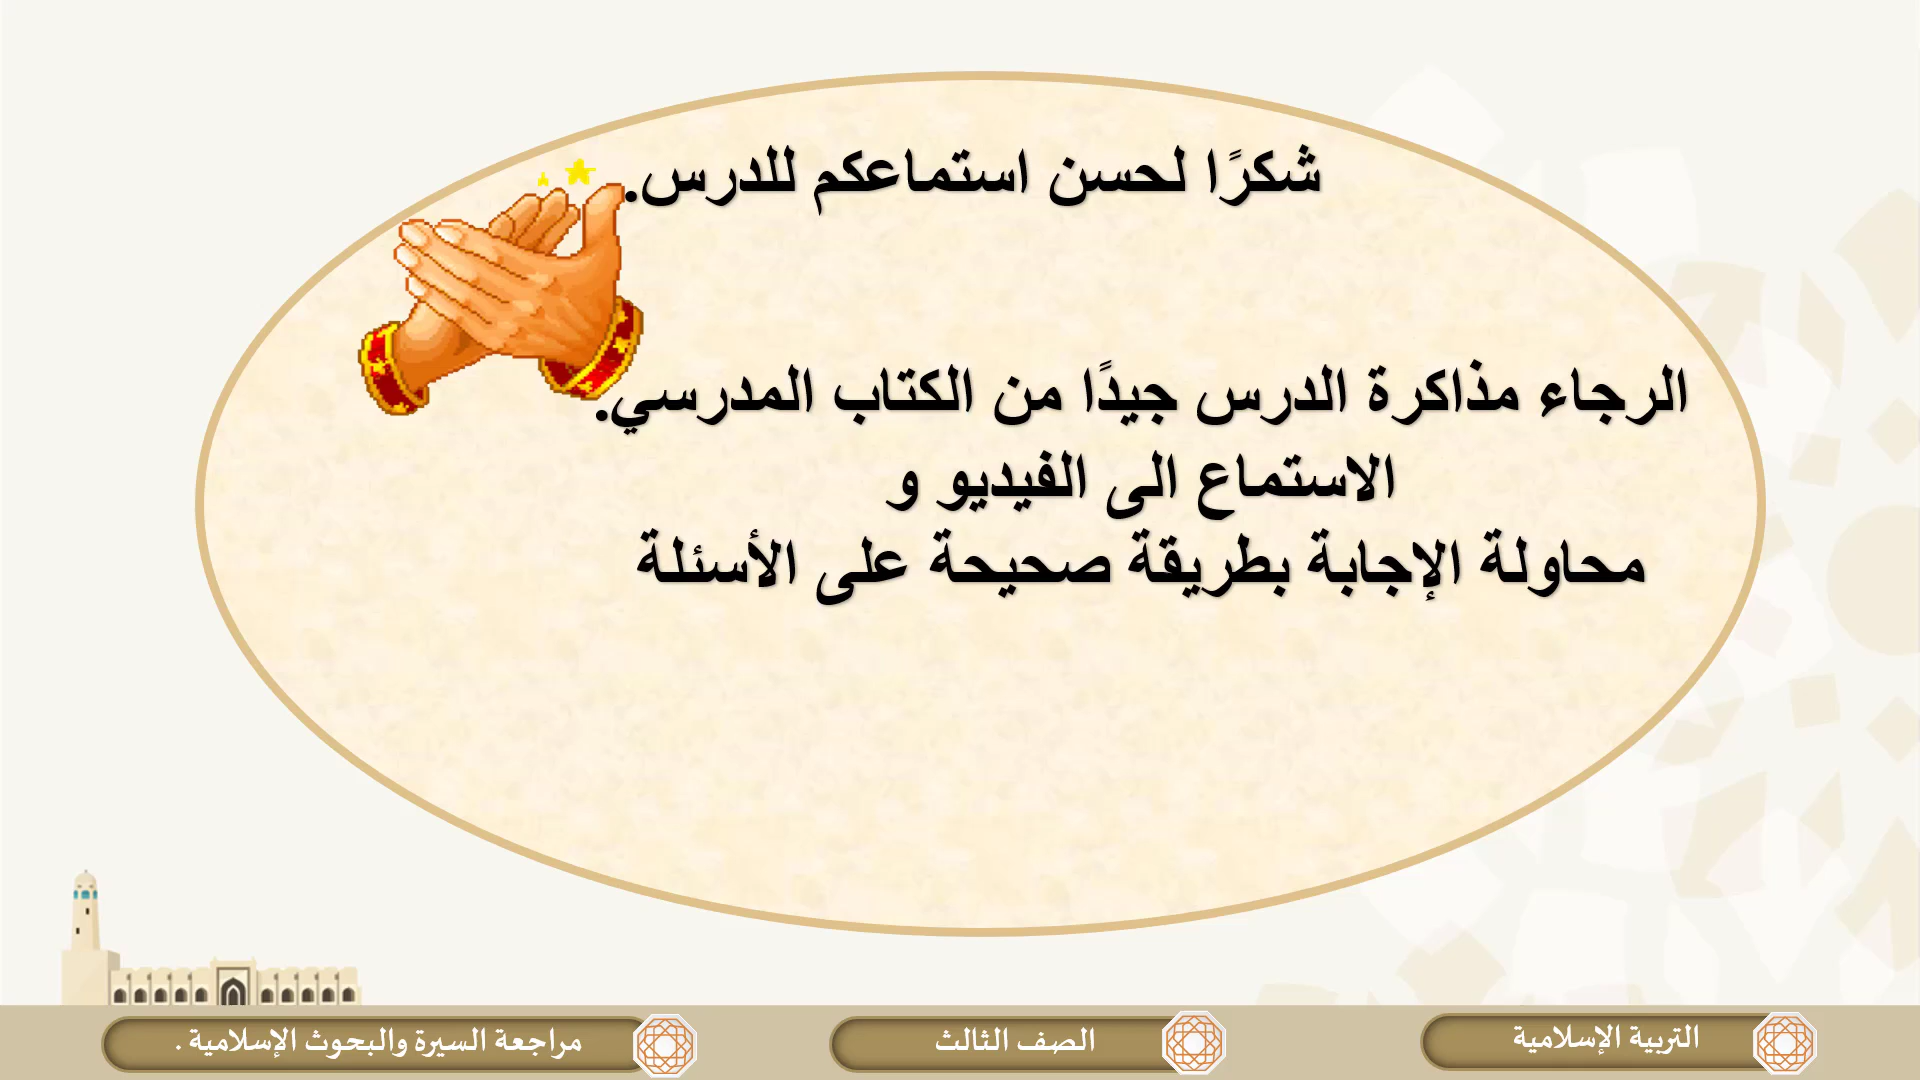 شكرًا لحسن استماعكم للدرس.
الرجاء مذاكرة الدرس جيدًا من الكتاب المدرسي.
الاستماع الى الفيديو و
محاولة الإجابة بطريقة صحيحة على الأسئلة
التربية الإسلامية
الصف الثالث
مراجعة السيرة والبحوث الإسلامية .